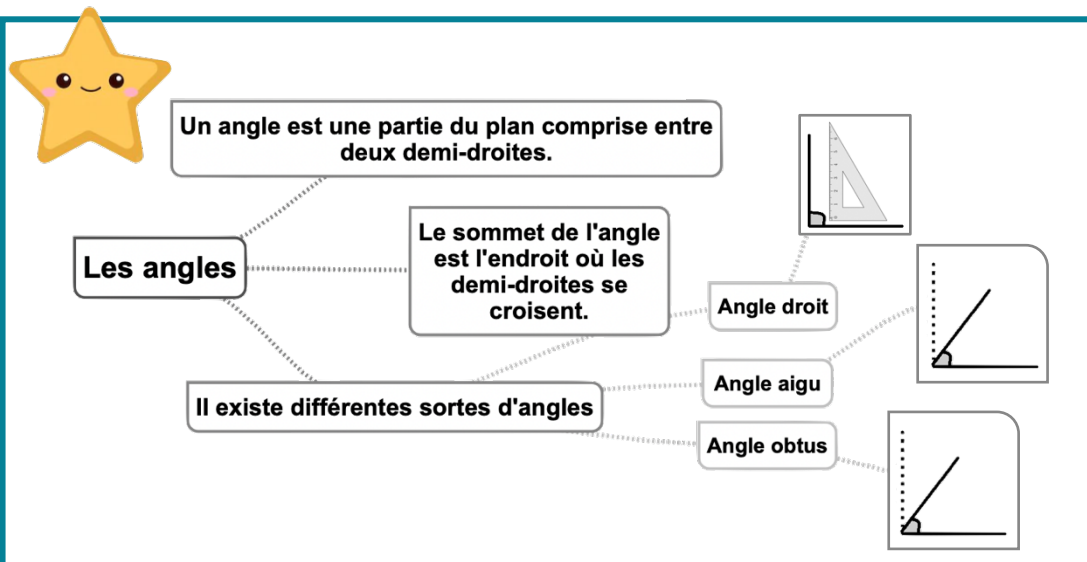 Un angle est une partie du plan comprise entre
deux demi-droites.
Les angles
Le sommet de l'angle
est l'endroit où les
demi-droites se
croisent.
Il existe différentes sortes d'angles
Angle droit
Angle aigu
Angle obtus